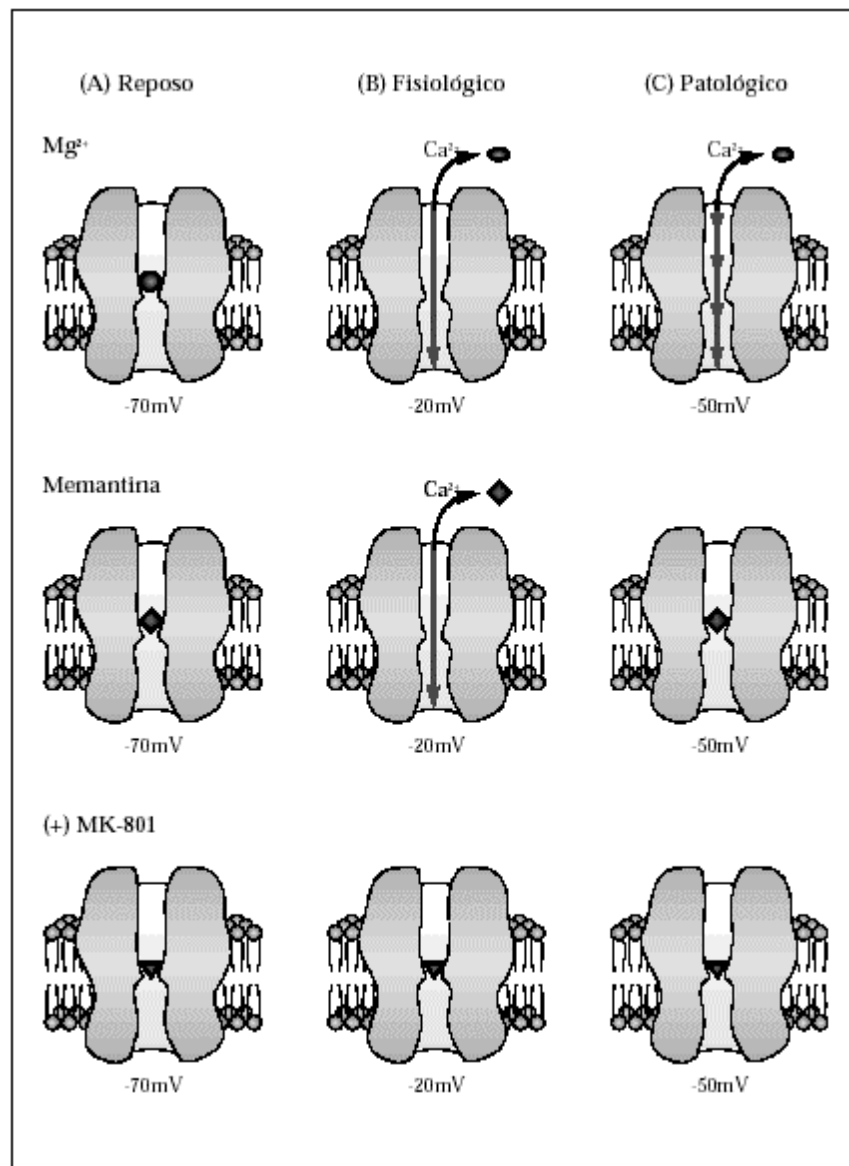 (A) Reposo (B) Fisiológico (C) Patológico
Mg²⁺
Ca²⁺ Ca²⁺
-70mV -20mV -50mV
Memantina
Ca²⁺
-70mV -20mV -50mV
(+) MK-801
-70mV -20mV -50mV